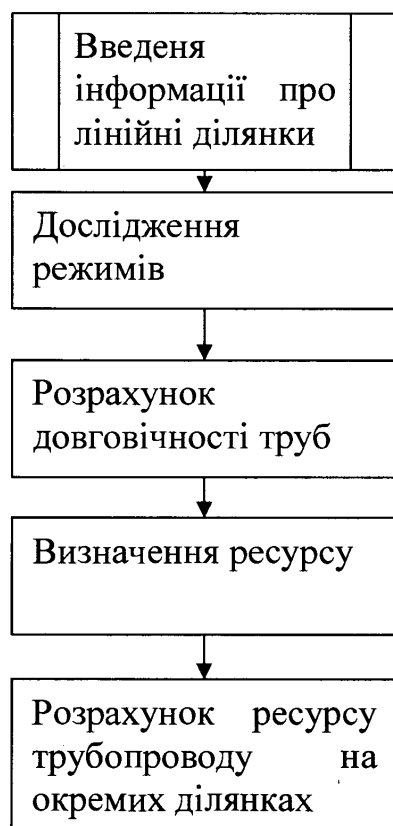 Введеня
інформації про
лінійні ділянки
Дослідження
режимів
Розрахунок
довговічності труб
Визначення ресурсу
Розрахунок ресурсу
трубопроводу на
окремих ділянках